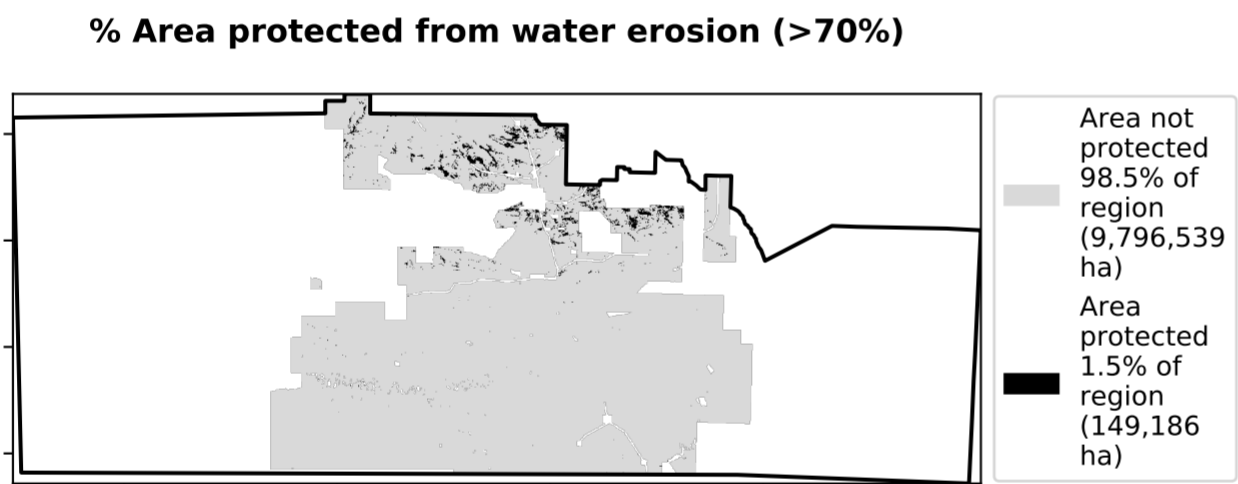 % Area protected from water erosion (>70%)
Area not
protected
98.5% of
region
(9,796,539
ha)
Area
protected
1.5% of
region
(149,186
ha)